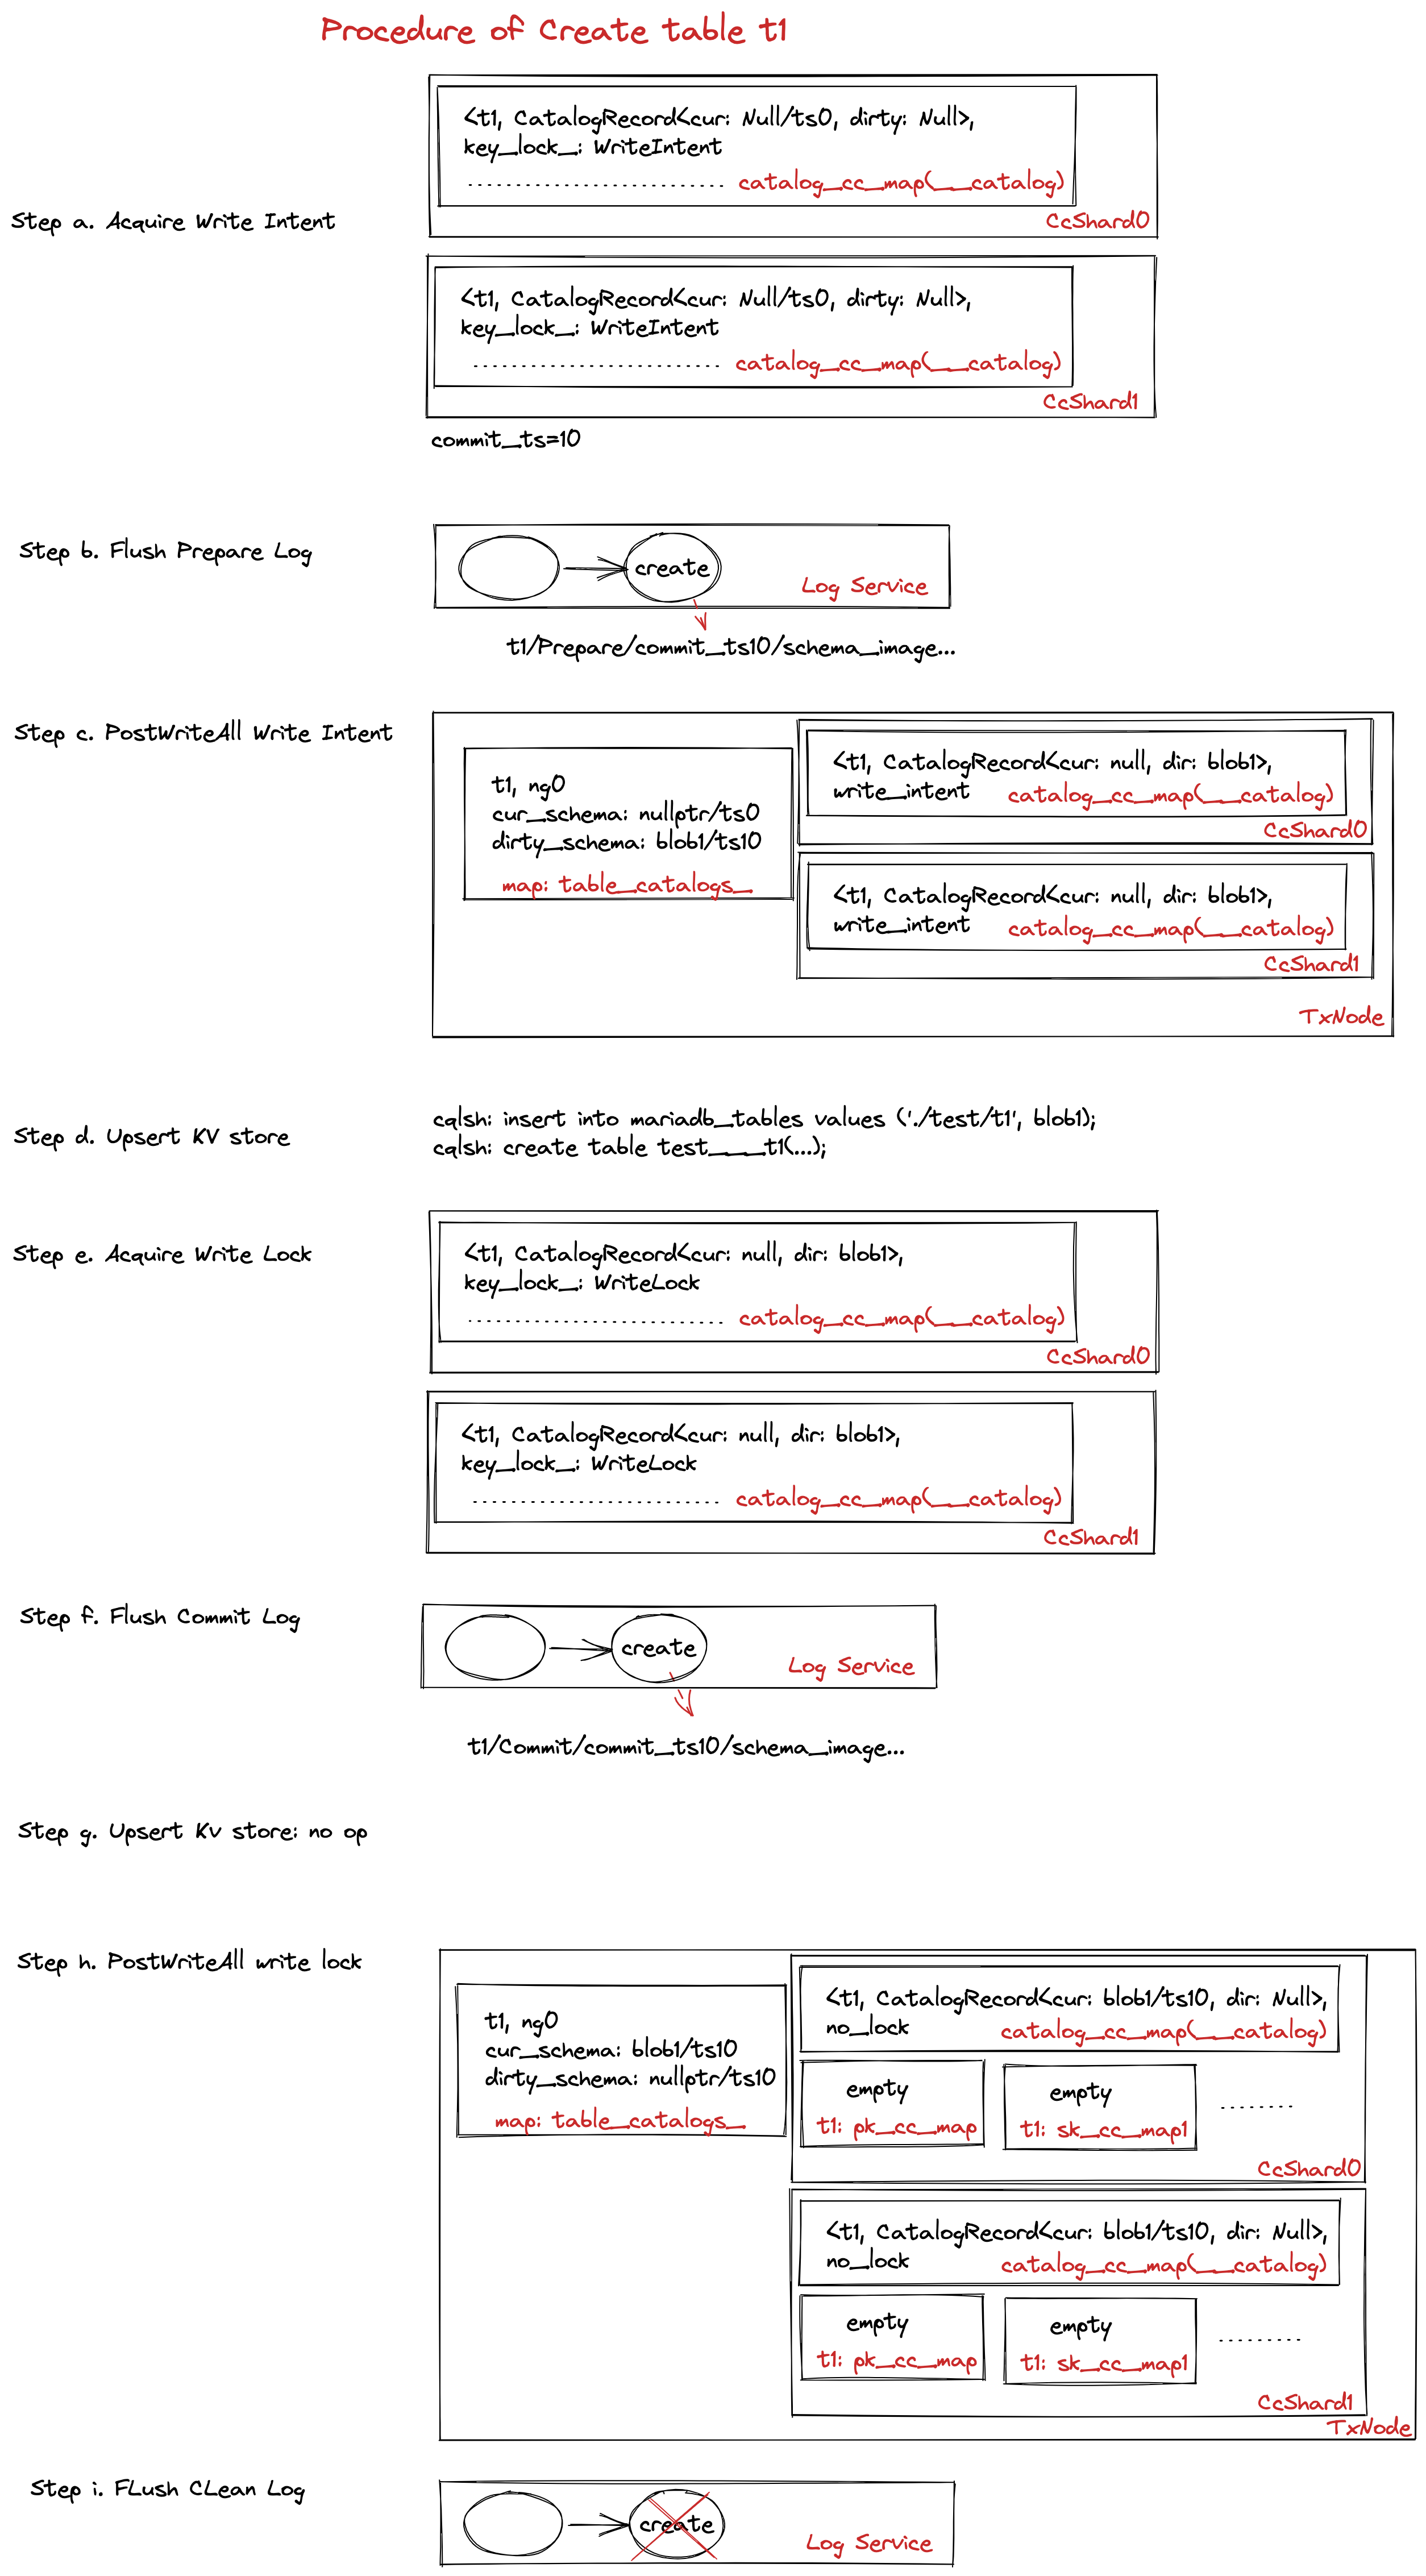 Procedure of Create table t1
Step a. Acquire Write Intent
<t1, CatalogRecord<cur: Null/ts0, dirty: Null>,
key_lock_: WriteIntent
.......................... catalog_cc_map(___catalog)
CcShard0
<t1, CatalogRecord<cur: Null/ts0, dirty: Null>,
key_lock_: WriteIntent
.......................... catalog_cc_map(___catalog)
CcShard1
commit_ts=10
Step b. Flush Prepare Log
create
Log Service
t1/Prepare/commit_ts10/schema_image...
Step c. PostWriteAll Write Intent
t1, ng0
cur_schema: nullptr/ts0
dirty_schema: blob1/ts10
map: table_catalogs_
<t1, CatalogRecord<cur: null, dir: blob1>,
write_intent catalog_cc_map(___catalog)
CcShard0
<t1, CatalogRecord<cur: null, dir: blob1>,
write_intent catalog_cc_map(___catalog)
CcShard1
TxNode
Step d. Upsert KV store
cqlsh: insert into mariadb_tables values ('./test/t1', blob1);
cqlsh: create table test____t1(...);
Step e. Acquire Write Lock
<t1, CatalogRecord<cur: null, dir: blob1>,
key_lock_: WriteLock
.......................... catalog_cc_map(___catalog)
CcShard0
<t1, CatalogRecord<cur: null, dir: blob1>,
key_lock_: WriteLock
.......................... catalog_cc_map(___catalog)
CcShard1
Step f. Flush Commit Log
create
Log Service
t1/Commit/commit_ts10/schema_image...
Step g. Upsert Kv store: no op
Step h. PostWriteAll write lock
t1, ng0
cur_schema: blob1/ts10
dirty_schema: nullptr/ts10
map: table_catalogs_
<t1, CatalogRecord<cur: blob1/ts10, dir: Null>,
no_lock catalog_cc_map(___catalog)
empty
t1: pk_cc_map
empty
t1: sk_cc_map1
........
CcShard0
<t1, CatalogRecord<cur: blob1/ts10, dir: Null>,
no_lock catalog_cc_map(___catalog)
empty
t1: pk_cc_map
empty
t1: sk_cc_map1
.........
CcShard1
TxNode
Step i. FLush CLean Log
create
Log Service